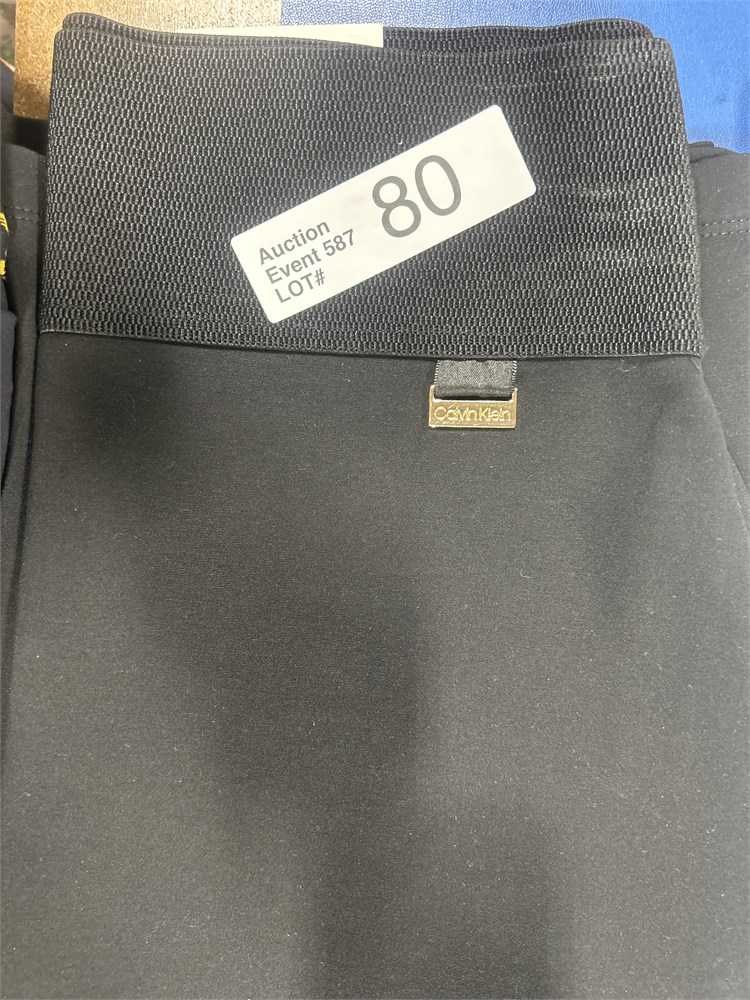 Auction
Event 587
LOT#
80
Calvin Klein